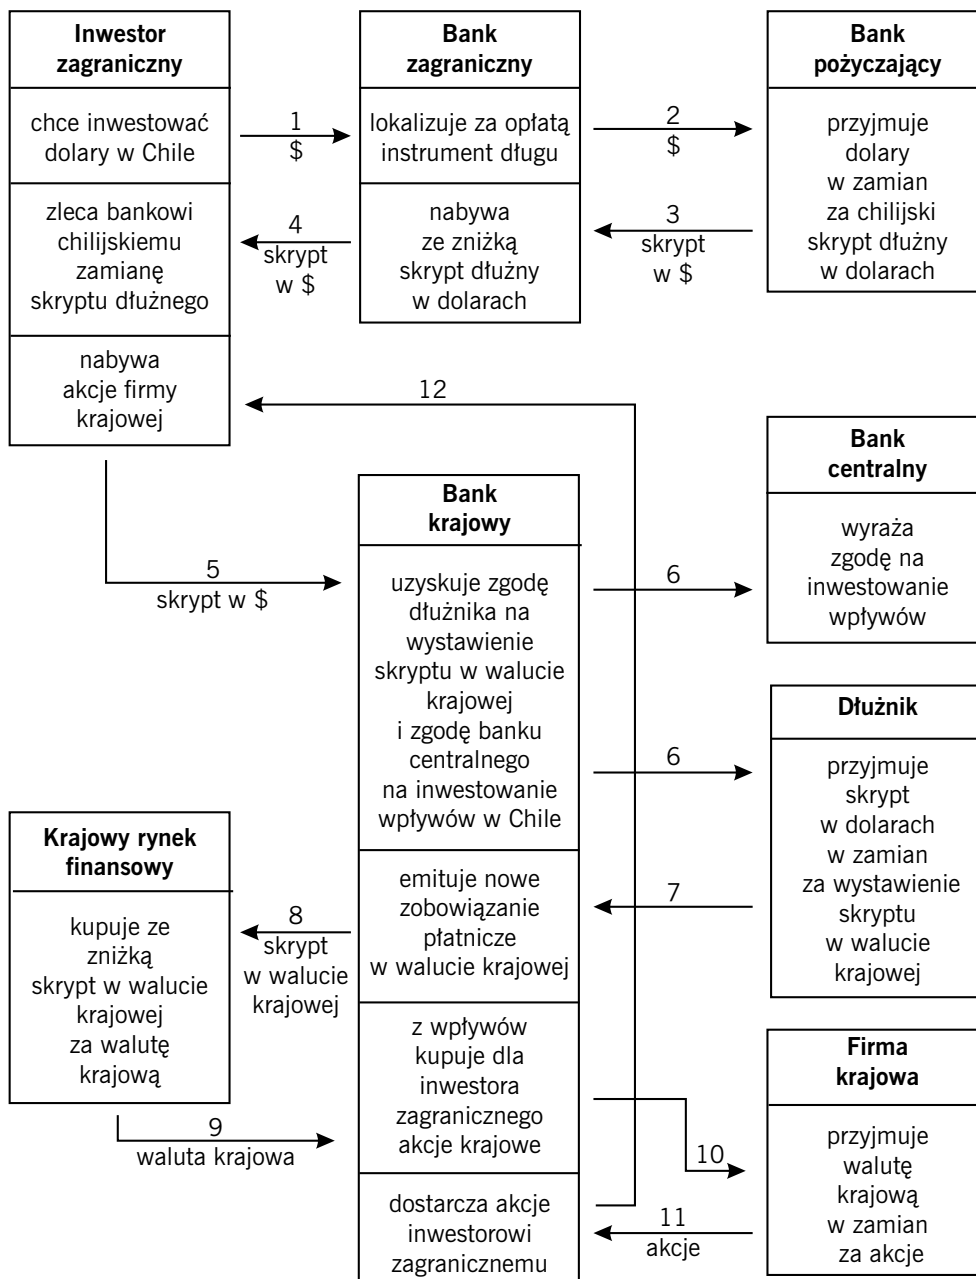 Inwestor
zagraniczny
chce inwestować
dolary w Chile
zleca bankowi
chilijskiemu
zamianę
skryptu dłużnego
nabywa
akcje firmy
krajowej
1
$
Bank
zagraniczny
lokalizuje za opłatą
instrument długu
nabywa
ze zniżką
skrypt dłużny
w dolarach
2
$
Bank
pożyczający
przyjmuje
dolary
w zamian
za chilijski
skrypt dłużny
w dolarach
3
skrypt
w $
4
skrypt
w $
12
5
skrypt w $
Bank
krajowy
uzyskuje zgodę
dłużnika na
wystawienie
skryptu w walucie
krajowej
i zgodę banku
centralnego
na inwestowanie
wpływów w Chile
emituje nowe
zobowiązanie
płatnicze
w walucie krajowej
z wpływów
kupuje dla
inwestora
zagranicznego
akcje krajowe
dostarcza akcje
inwestorowi
zagranicznemu
6
Bank
centralny
wyraża
zgodę na
inwestowanie
wpływów
6
Dłużnik
przyjmuje
skrypt
w dolarach
w zamian
za wystawienie
skryptu
w walucie
krajowej
7
8
skrypt
w walucie
krajowej
Krajowy rynek
finansowy
kupuje ze
zniżką
skrypt w walucie
krajowej
za walutę
krajową
9
waluta krajowa
10
Firma
krajowa
przyjmuje
walutę
krajową
w zamian
za akcje
11
akcje